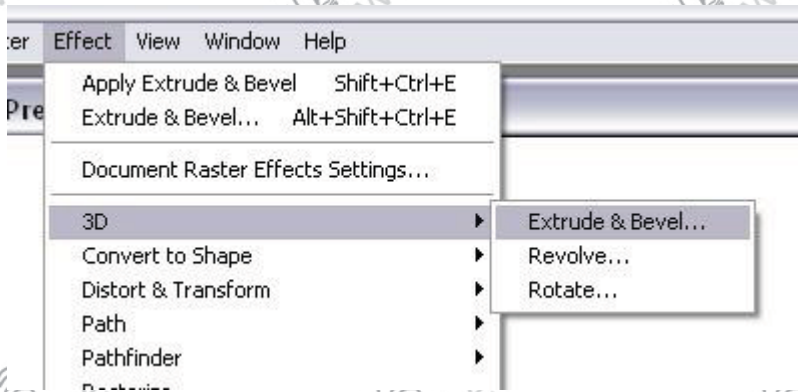 er Effect View Window Help
Apply Extrude & Bevel Shift+Ctrl+E
Pre
Extrude & Bevel... Alt+Shift+Ctrl+E
Document Raster Effects Settings...
3D
Extrude & Bevel...
Convert to Shape
Revolve...
Distort & Transform
Rotate...
Path
Pathfinder